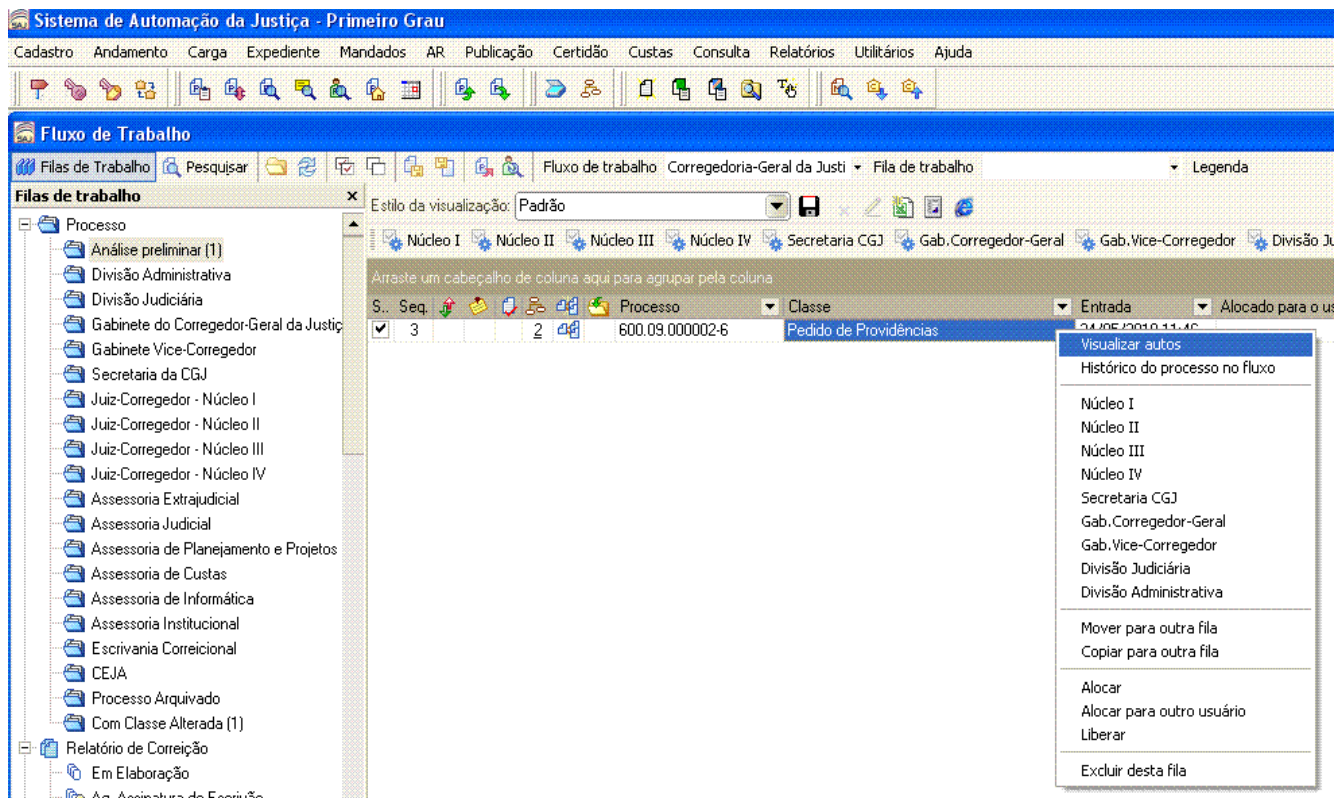 Sistema de Automação da Justiça - Primeiro Grau
Cadastro Andamento Carga Expediente Mandados AR Publicação Certidão Custas Consulta Relatórios Utilitários Ajuda
Fluxo de Trabalho
Filas de Trabalho Pesquisar Fluxo de trabalho Corregedoria-Geral da Justi Fila de trabalho Legenda
Filas de trabalho x
Estilo da visualização: Padrão
Núcleo I Núcleo II Núcleo III Núcleo IV Secretaria CGJ Gab.Corregedor-Geral Gab.Vice-Corregedor Divisão Ju
Arraste um cabeçalho de coluna aqui para agrupar pela coluna
S.. Seq. Processo Classe Entrada Alocado para o us
3 2 600.09.000002-6 Pedido de Providências
Processo
Análise preliminar (1)
Divisão Administrativa
Divisão Judiciária
Gabinete do Corregedor-Geral da Justiç
Gabinete Vice-Corregedor
Secretaria da CGJ
Juiz-Corregedor - Núcleo I
Juiz-Corregedor - Núcleo II
Juiz-Corregedor - Núcleo III
Juiz-Corregedor - Núcleo IV
Assessoria Extrajudicial
Assessoria Judicial
Assessoria de Planejamento e Projetos
Assessoria de Custas
Assessoria de Informática
Assessoria Institucional
Escrivania Correicional
CEJA
Processo Arquivado
Com Classe Alterada (1)
Relatório de Correição
Em Elaboração
Ag. Assinatura do Escrivão
Visualizar autos
Histórico do processo no fluxo
Núcleo I
Núcleo II
Núcleo III
Núcleo IV
Secretaria CGJ
Gab.Corregedor-Geral
Gab.Vice-Corregedor
Divisão Judiciária
Divisão Administrativa
Mover para outra fila
Copiar para outra fila
Alocar
Alocar para outro usuário
Liberar
Excluir desta fila